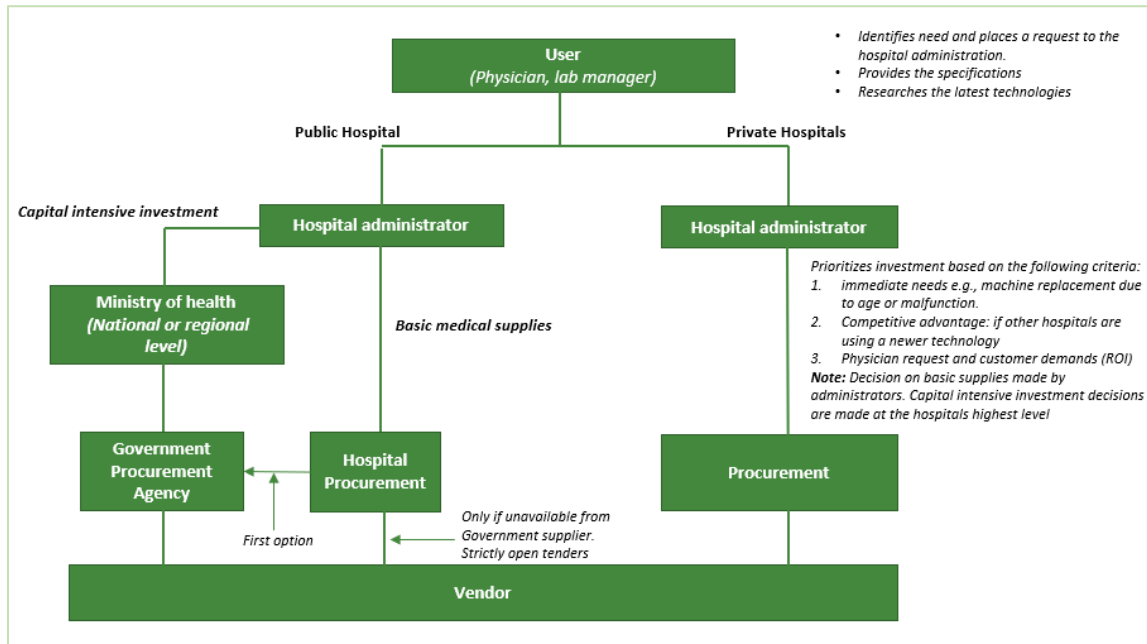 User
(Physician, lab manager)
• Identifies need and places a request to the
hospital administration.
• Provides the specifications
• Researches the latest technologies
Public Hospital
Private Hospitals
Capital intensive investment
Hospital administrator
Hospital administrator
Ministry of health
(National or regional
level)
Basic medical supplies
Prioritizes investment based on the following criteria:
1. immediate needs e.g., machine replacement due
to age or malfunction.
2. Competitive advantage: if other hospitals are
using a newer technology
3. Physician request and customer demands (ROI)
Note: Decision on basic supplies made by
administrators. Capital intensive investment decisions
are made at the hospitals highest level
Government
Procurement
Agency
Hospital
Procurement
Procurement
First option
Only if unavailable from
Government supplier.
Strictly open tenders
Vendor